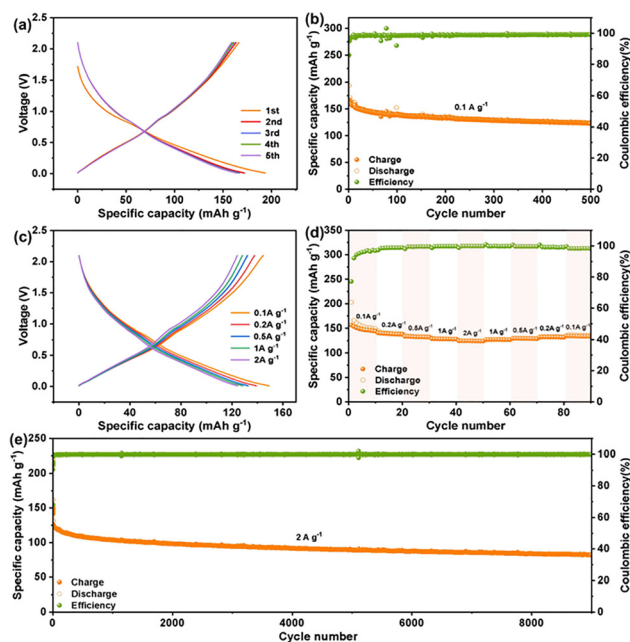 (a)
Voltage (V)
2.5
2.0
1.5
1.0
0.5
0.0
1st
2nd
3rd
4th
5th
0 50 100 150 200
Specific capacity (mAh g⁻¹)
(b)
Specific capacity (mAh g⁻¹)
300
250
200
150
100
50
0
0.1 A g⁻¹
Charge
Discharge
Efficiency
100
80
60
40
20
0
Coulombic efficiency(%)
0 100 200 300 400 500
Cycle number
(c)
Voltage (V)
2.5
2.0
1.5
1.0
0.5
0.0
0.1A g⁻¹
0.2A g⁻¹
0.5A g⁻¹
1A g⁻¹
2A g⁻¹
0 40 80 120 160
Specific capacity (mAh g⁻¹)
(d)
Specific capacity (mAh g⁻¹)
350
300
250
200
150
100
50
0
0.1A g⁻¹ 0.2A g⁻¹ 0.5A g⁻¹ 1A g⁻¹ 2A g⁻¹ 1A g⁻¹ 0.5A g⁻¹ 0.2A g⁻¹ 0.1A g⁻¹
Charge
Discharge
Efficiency
100
80
60
40
20
0
Coulombic efficiency(%)
0 20 40 60 80
Cycle number
(e)
Specific capacity (mAh g⁻¹)
250
200
150
100
50
0
2 A g⁻¹
Charge
Discharge
Efficiency
100
80
60
40
20
0
Coulombic efficiency(%)
0 2000 4000 6000 8000
Cycle number